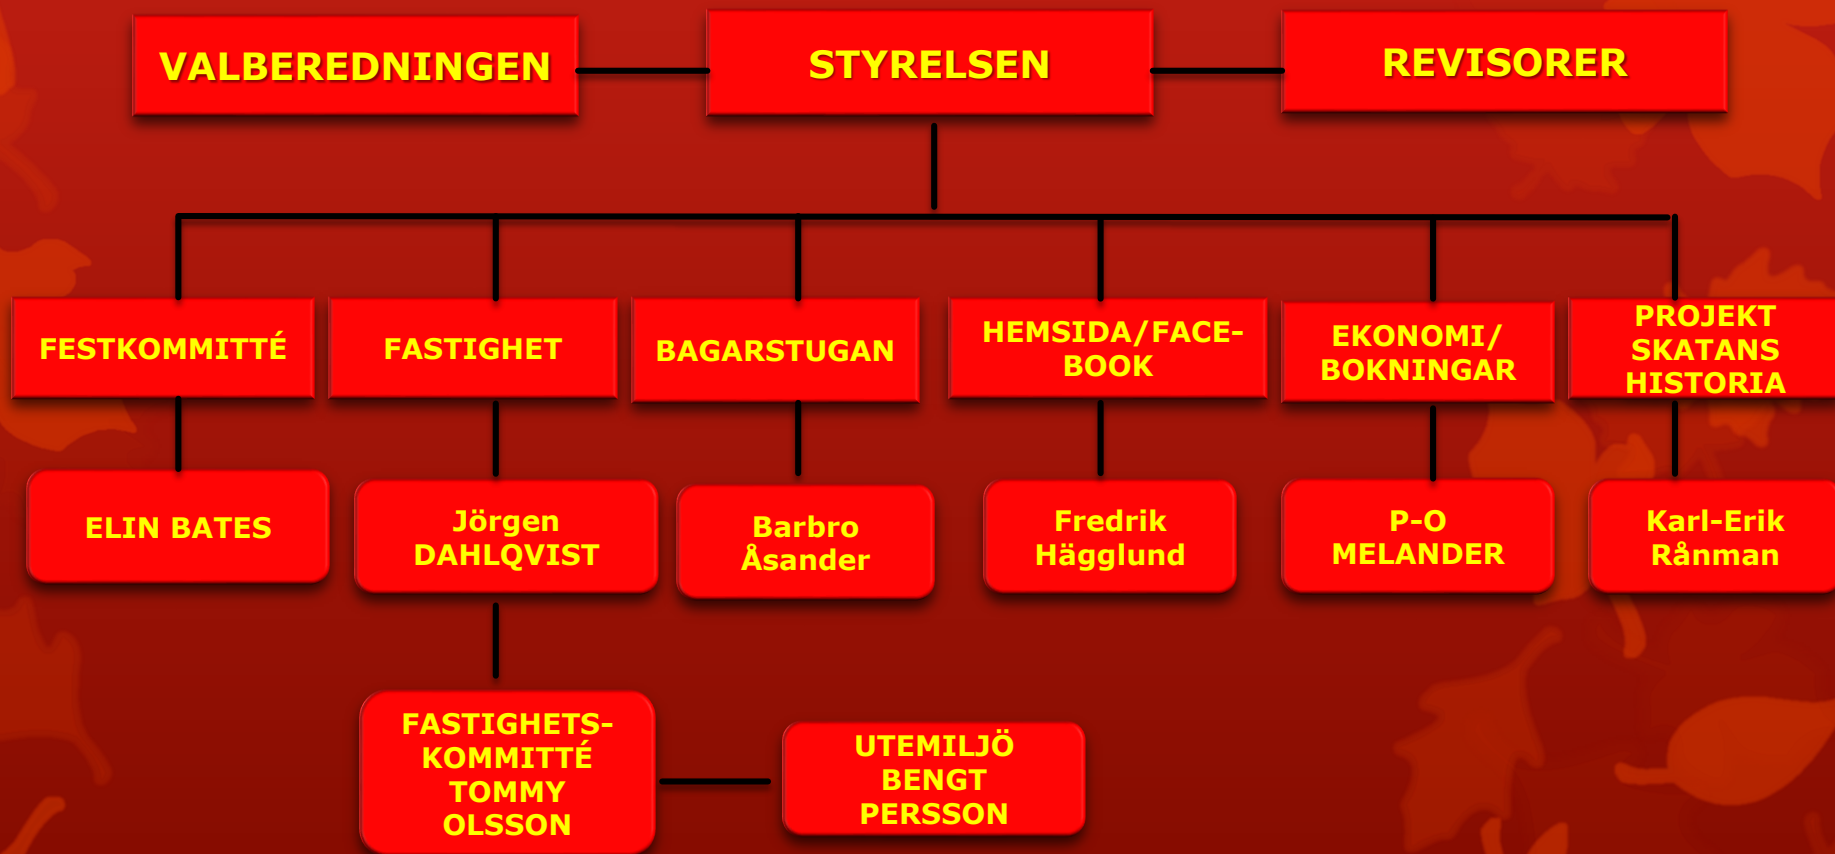 VALBEREDNINGEN
STYRELSEN
REVISORER
FESTKOMMITTÉ
FASTIGHET
BAGARSTUGAN
HEMSIDA/FACE-
BOOK
EKONOMI/
BOKNINGAR
PROJEKT
SKATANS
HISTORIA
ELIN BATES
Jörgen
DAHLQVIST
Barbro
Åsander
Fredrik
Hägglund
P-O
MELANDER
Karl-Erik
Rånman
FASTIGHETS-
KOMMITTÉ
TOMMY
OLSSON
UTEMILJÖ
BENGT
PERSSON